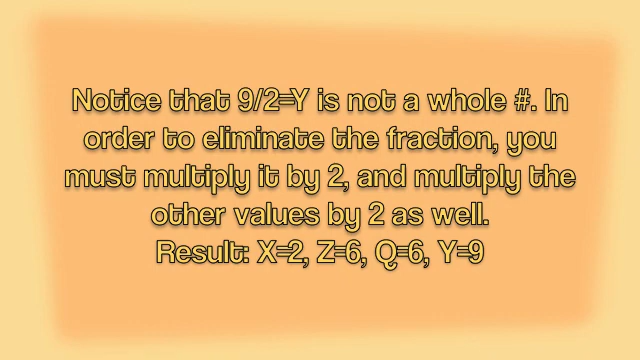 Notice that 9/2=Y is not a whole #. In
order to eliminate the fraction, you
must multiply it by 2, and multiply the
other values by 2 as well.
Result: X=2, Z=6, Q=6, Y=9